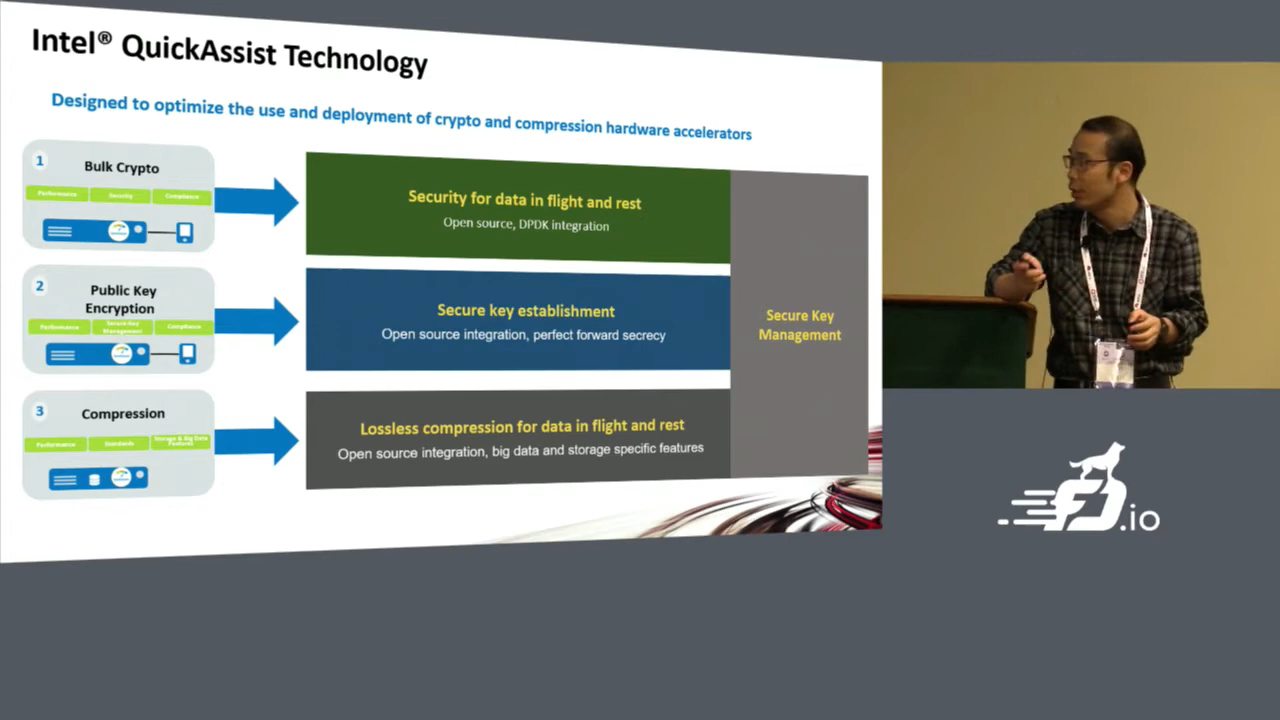 Intel® QuickAssist Technology
Designed to optimize the use and deployment of crypto and compression hardware accelerators
1
Bulk Crypto
Performance
Security
Compliance
Security for data in flight and rest
Open source, DPDK integration
2
Public Key
Encryption
Performance
Secure Key
Management
Compliance
Secure key establishment
Open source integration, perfect forward secrecy
Secure Key
Management
3
Compression
Performance
Standards
Storage & Big Data
Features
Lossless compression for data in flight and rest
Open source integration, big data and storage specific features
FD.io